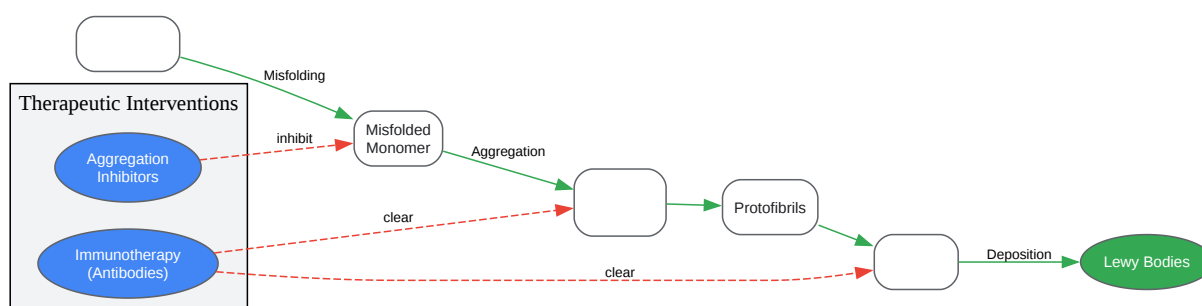 Misfolding
Therapeutic Interventions
Aggregation
Inhibitors
inhibit
Misfolded
Monomer
Aggregation
clear
Protofibrils
Immunotherapy
(Antibodies)
clear
Deposition
Lewy Bodies